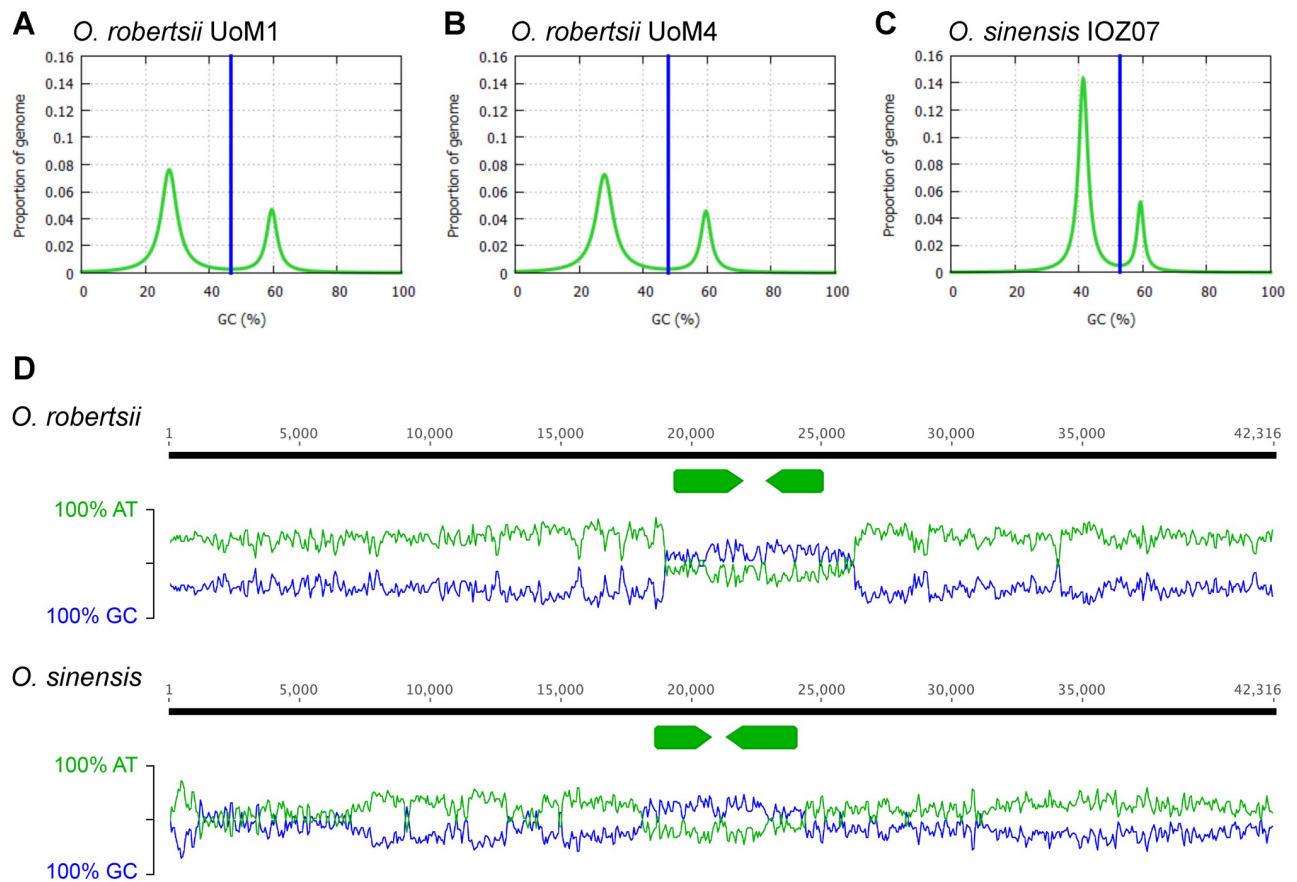 A O. robertsii UoM1
B O. robertsii UoM4
C O. sinensis IOZ07
Proportion of genome
0.16
0.14
0.12
0.1
0.08
0.06
0.04
0.02
0
0 20 40 60 80 100
GC (%)
Proportion of genome
0.16
0.14
0.12
0.1
0.08
0.06
0.04
0.02
0
0 20 40 60 80 100
GC (%)
Proportion of genome
0.16
0.14
0.12
0.1
0.08
0.06
0.04
0.02
0
0 20 40 60 80 100
GC (%)
D
O. robertsii
1 5,000 10,000 15,000 20,000 25,000 30,000 35,000 42,316
100% AT
100% GC
O. sinensis
1 5,000 10,000 15,000 20,000 25,000 30,000 35,000 42,316
100% AT
100% GC